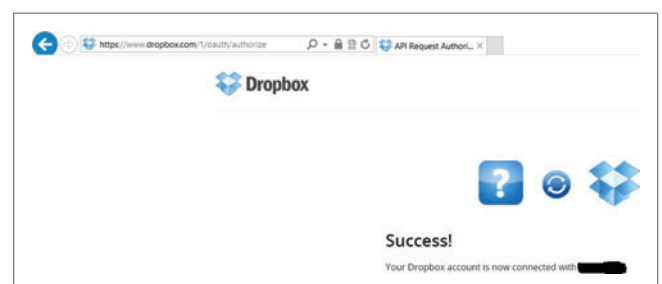 https://www.dropbox.com/1/oauth/authorize
API Request Authori... ×
Dropbox
?
Success!
Your Dropbox account is now connected with